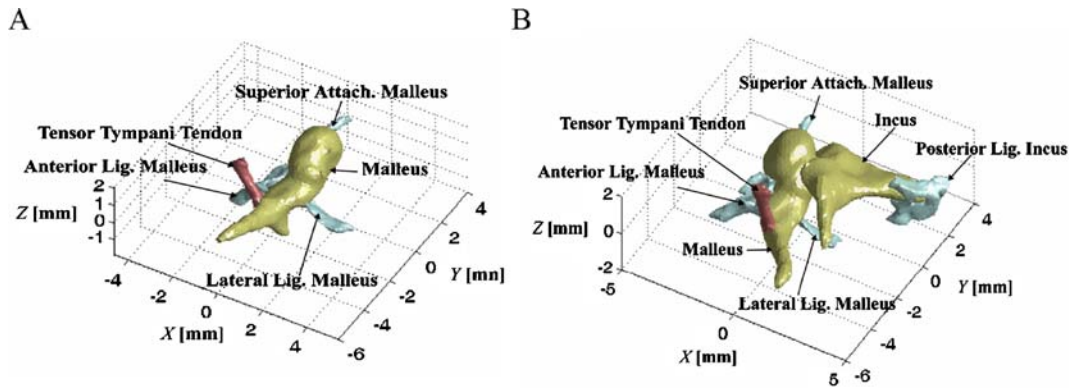 A
Superior Attach. Malleus
Tensor Tympani Tendon
Anterior Lig. Malleus
Malleus
Lateral Lig. Malleus
Z [mm]
2
1
0
-1
X [mm]
-4
-2
0
2
4
Y [mn]
4
2
0
-2
-4
-6
B
Superior Attach. Malleus
Tensor Tympani Tendon
Incus
Posterior Lig. Incus
Anterior Lig. Malleus
Malleus
Lateral Lig. Malleus
Z [mm]
2
0
-2
X [mm]
-5
0
5
Y [mm]
4
2
0
-2
-4
-6